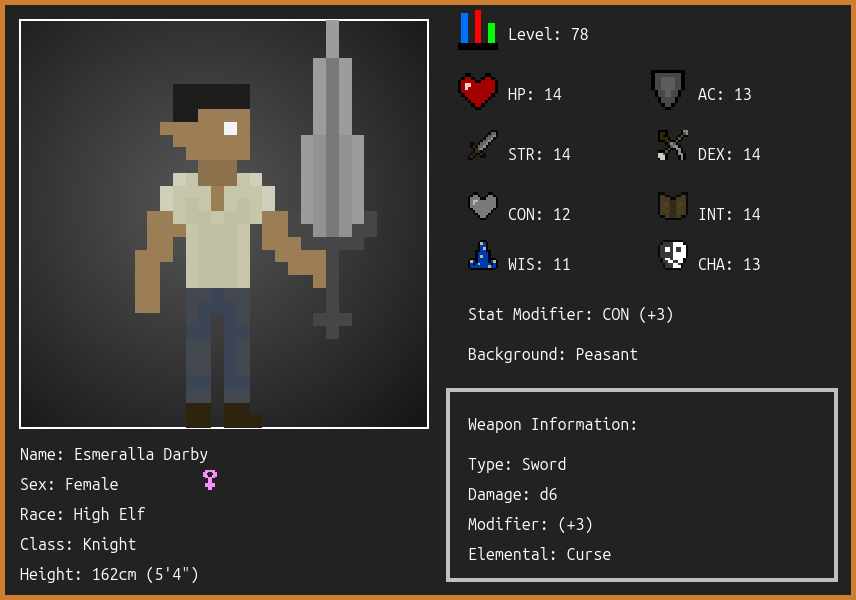 Level: 78
HP: 14
AC: 13
STR: 14
DEX: 14
CON: 12
INT: 14
WIS: 11
CHA: 13
Stat Modifier: CON (+3)
Background: Peasant
Weapon Information:
Type: Sword
Damage: d6
Modifier: (+3)
Elemental: Curse
Name: Esmeralla Darby
Sex: Female
Race: High Elf
Class: Knight
Height: 162cm (5'4")